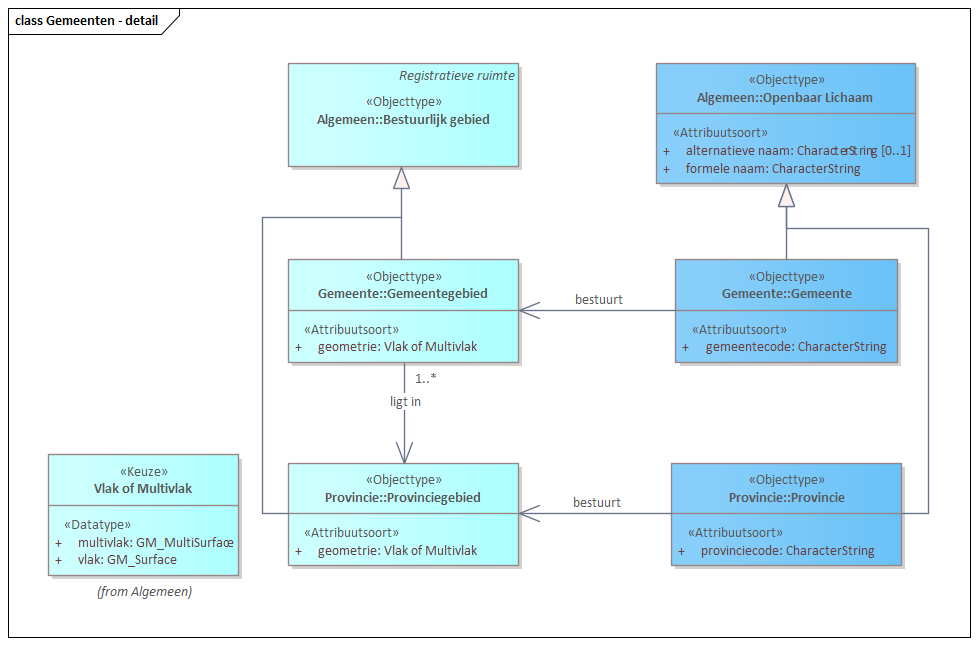 class Gemeenten - detail
Registratieve ruimte
«Objecttype»
Algemeen::Bestuurlijk gebied
«Objecttype»
Algemeen::Openbaar Lichaam
«Attribuutsoort»
+ alternatieve naam: CharacterString [0..1]
+ formele naam: CharacterString
«Objecttype»
Gemeente::Gemeentegebied
«Attribuutsoort»
+ geometrie: Vlak of Multivlak
bestuurt
«Objecttype»
Gemeente::Gemeente
«Attribuutsoort»
+ gemeentecode: CharacterString
1..*
ligt in
«Keuze»
Vlak of Multivlak
«Datatype»
+ multivlak: GM_MultiSurface
+ vlak: GM_Surface
(from Algemeen)
«Objecttype»
Provincie::Provinciegebied
«Attribuutsoort»
+ geometrie: Vlak of Multivlak
bestuurt
«Objecttype»
Provincie::Provincie
«Attribuutsoort»
+ provinciecode: CharacterString